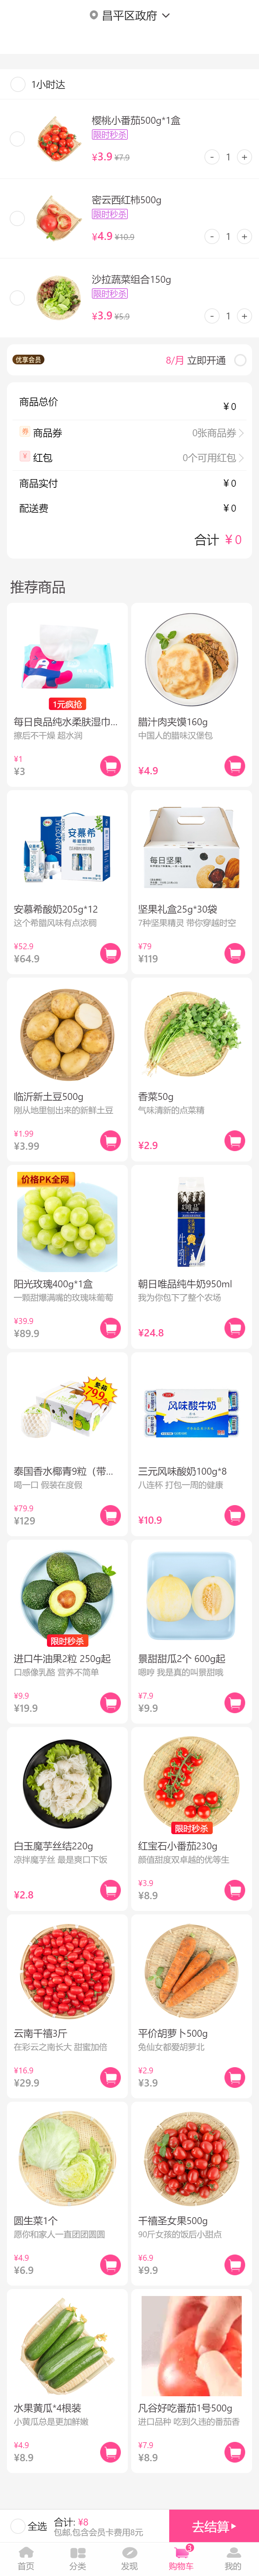 昌平区政府
1小时达
樱桃小番茄500g*1盒
限时秒杀
¥3.9 ¥7.9
- 1 +
密云西红柿500g
限时秒杀
¥4.9 ¥10.9
- 1 +
沙拉蔬菜组合150g
限时秒杀
¥3.9 ¥5.9
- 1 +
优享会员
8/月 立即开通
商品总价 ¥ 0
商品券 0张商品券
红包 0个可用红包
商品实付 ¥ 0
配送费 ¥ 0
合计 ¥ 0
推荐商品
1元疯抢
每日良品纯水柔肤湿巾...
擦后不干燥 超水润
¥1
¥3
腊汁肉夹馍160g
中国人的腊味汉堡包
¥4.9
安慕希
安慕希酸奶205g*12
这个希腊风味有点浓稠
¥52.9
¥64.9
每日坚果
坚果礼盒25g*30袋
7种坚果精灵 带你穿越时空
¥79
¥119
临沂新土豆500g
刚从地里刨出来的新鲜土豆
¥1.99
¥3.99
香菜50g
气味清新的点菜精
¥2.9
价格PK全网
阳光玫瑰400g*1盒
一颗甜爆满嘴的玫瑰味葡萄
¥39.9
¥89.9
牛乳
朝日唯品纯牛奶950ml
我为你包下了整个农场
¥24.8
整箱
79.9
泰国香水椰青9粒（带...
喝一口 假装在度假
¥79.9
¥129
风味酸牛奶
三元风味酸奶100g*8
八连杯 打包一周的健康
¥10.9
限时秒杀
进口牛油果2粒 250g起
口感像乳酪 营养不简单
¥9.9
¥19.9
景甜甜瓜2个 600g起
嗯哼 我是真的叫景甜哦
¥7.9
¥9.9
白玉魔芋丝结220g
凉拌魔芋丝 最是爽口下饭
¥2.8
限时秒杀
红宝石小番茄230g
颜值甜度双卓越的优等生
¥3.9
¥8.9
云南千禧3斤
在彩云之南长大 甜蜜加倍
¥16.9
¥29.9
平价胡萝卜500g
兔仙女都爱胡萝北
¥2.9
¥3.9
圆生菜1个
愿你和家人一直团团圆圆
¥4.9
¥6.9
千禧圣女果500g
90斤女孩的饭后小甜点
¥6.9
¥9.9
水果黄瓜*4根装
小黄瓜总是更加鲜嫩
¥4.9
¥8.9
凡谷好吃番茄1号500g
进口品种 吃到久违的番茄香
¥7.9
¥8.9
全选
合计: ¥8
包邮,包含会员卡费用8元
去结算
首页
分类
发现
3
购物车
我的